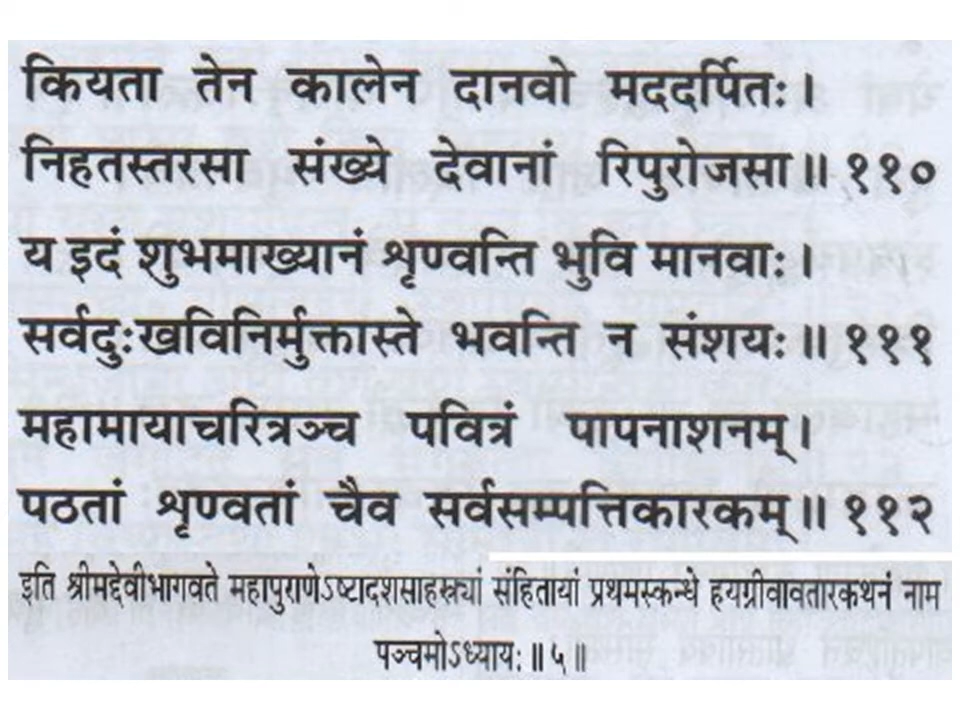 कियता तेन कालेन दानवो मददर्पितः।
निहतस्तरसा संख्ये देवानां रिपुरोजसा॥ ११०
य इदं शुभमाख्यानं शृण्वन्ति भुवि मानवाः।
सर्वदुःखविनिर्मुक्तास्ते भवन्ति न संशयः॥ १११
महामायाचरित्रञ्च पवित्रं पापनाशनम्।
पठतां शृण्वतां चैव सर्वसम्पत्तिकारकम्॥ ११२
इति श्रीमद्देवीभागवते महापुराणेऽष्टादशसाहस्र्यां संहितायां प्रथमस्कन्धे हयग्रीवावतारकथनं नाम
पञ्चमोऽध्यायः॥ ५॥